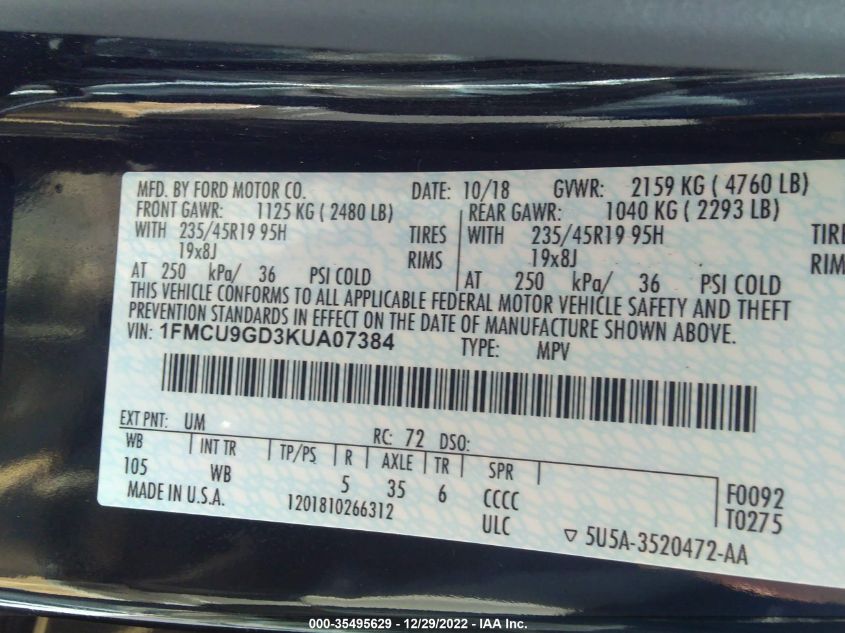 MFD. BY FORD MOTOR CO. DATE: 10/18 GVWR: 2159 KG ( 4760 LB)
FRONT GAWR: 1125 KG ( 2480 LB) REAR GAWR: 1040 KG ( 2293 LB)
WITH 235/45R19 95H TIRES WITH 235/45R19 95H
19x8J RIMS 19x8J
AT 250 kPa/ 36 PSI COLD AT 250 kPa/ 36 PSI COLD
THIS VEHICLE CONFORMS TO ALL APPLICABLE FEDERAL MOTOR VEHICLE SAFETY AND THEFT
PREVENTION STANDARDS IN EFFECT ON THE DATE OF MANUFACTURE SHOWN ABOVE.
VIN: 1FMCU9GD3KUA07384 TYPE: MPV
EXT PNT: UM RC: 72 DSO:
WB INT TR TP/PS R AXLE TR SPR
105 WB 5 35 6 CCCC F0092
MADE IN U.S.A. 1201810266312 ULC T0275
5U5A-3520472-AA
000-35495629 - 12/29/2022 - IAA Inc.